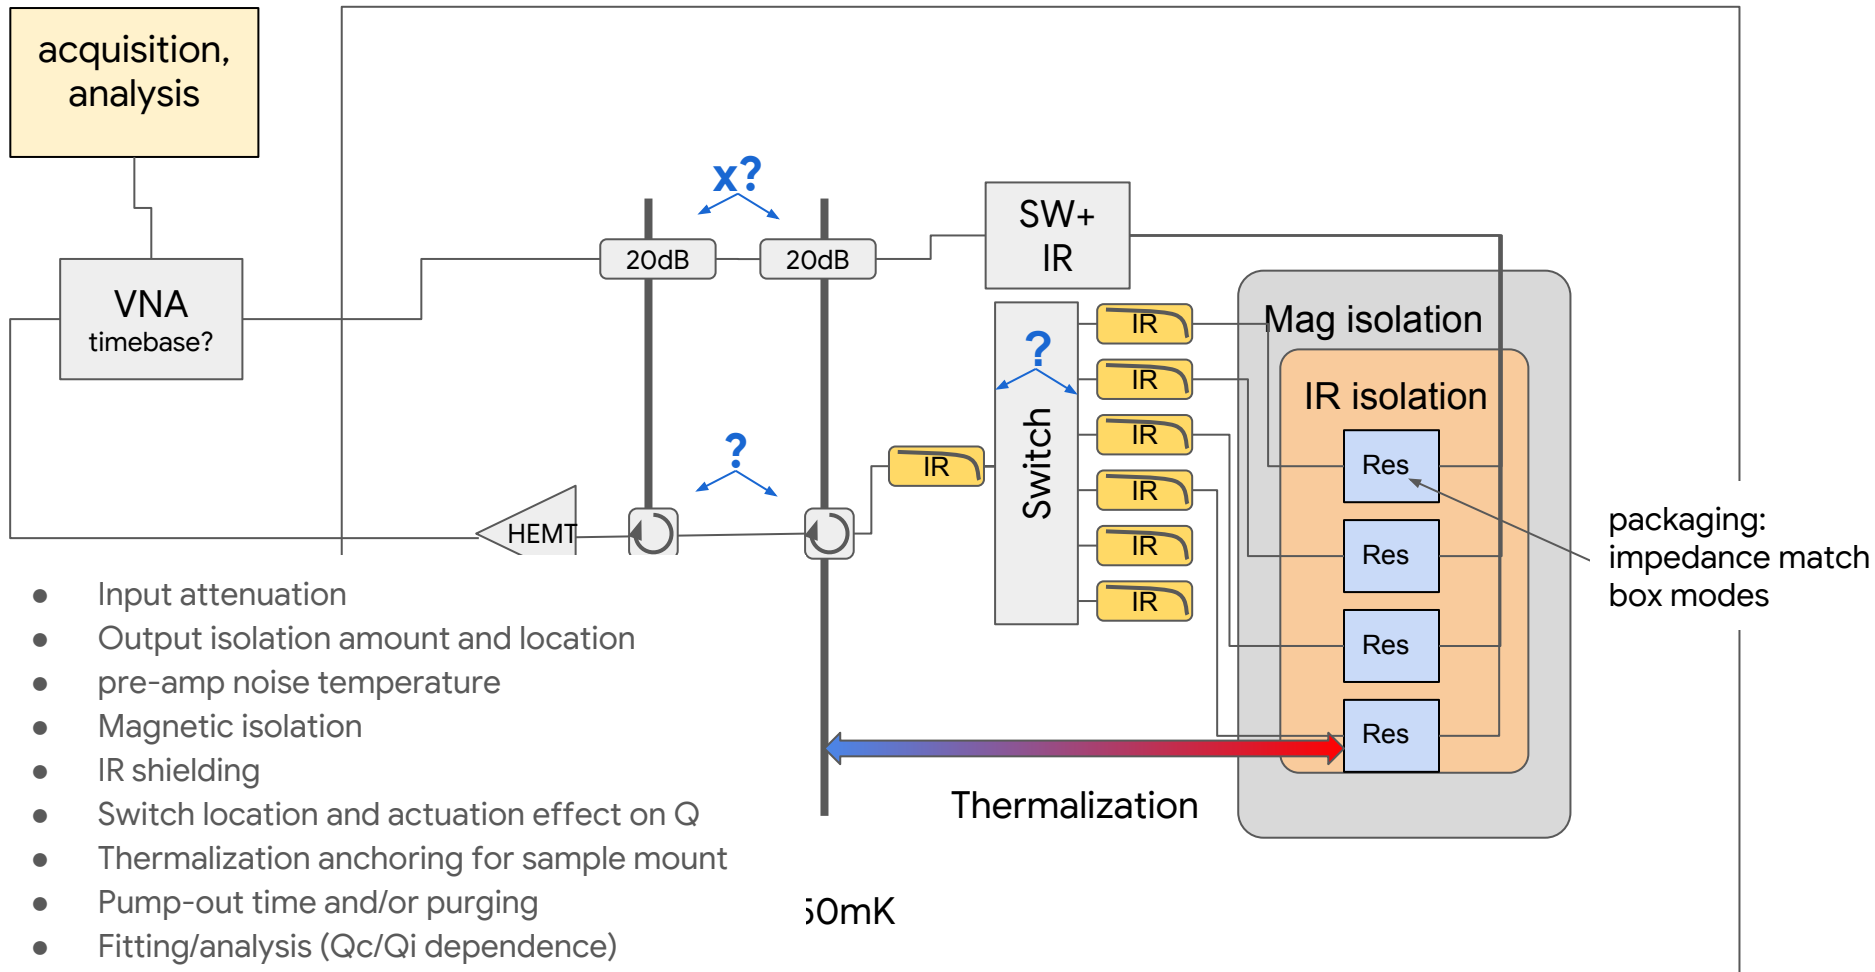 acquisition,
analysis
x?
SW+
IR
20dB
20dB
VNA
timebase?
Mag isolation
IR
?
IR
IR isolation
Switch
IR
?
IR
Res
IR
HEMT
packaging:
impedance match
box modes
IR
Res
IR
Res
Res
Thermalization
50mK
● Input attenuation
● Output isolation amount and location
● pre-amp noise temperature
● Magnetic isolation
● IR shielding
● Switch location and actuation effect on Q
● Thermalization anchoring for sample mount
● Pump-out time and/or purging
● Fitting/analysis (Qc/Qi dependence)